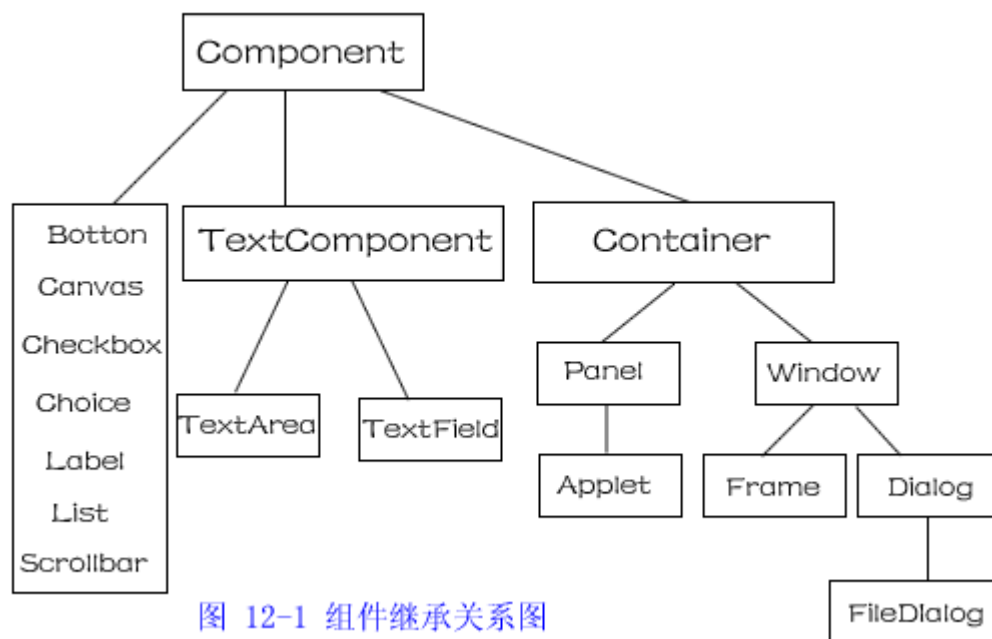 Component
Botton
Canvas
Checkbox
Choice
Label
List
Scrollbar
TextComponent
TextArea
TextField
Container
Panel
Applet
Window
Frame
Dialog
FileDialog
图 12-1 组件继承关系图